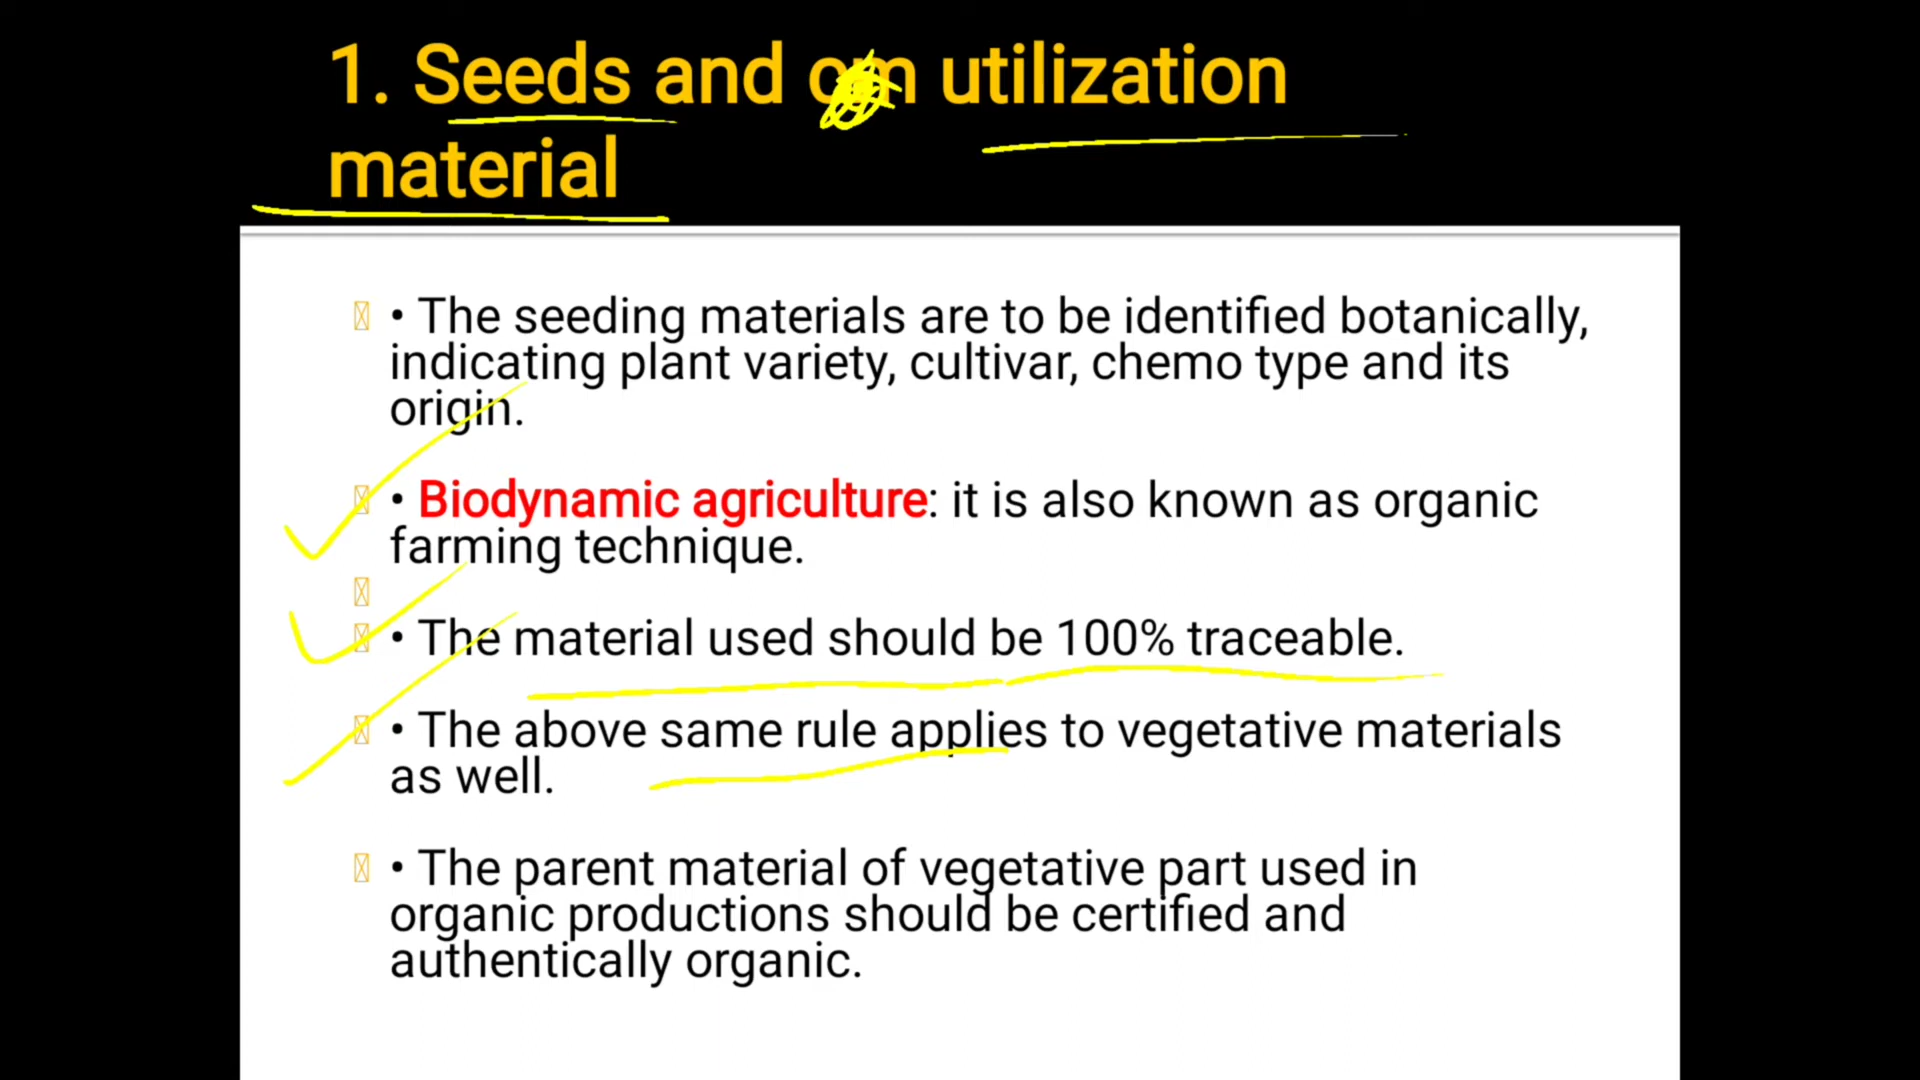 1. Seeds and utilization
material
• The seeding materials are to be identified botanically,
indicating plant variety, cultivar, chemo type and its
origin.
• Biodynamic agriculture: it is also known as organic
farming technique.
• The material used should be 100% traceable.
• The above same rule applies to vegetative materials
as well.
• The parent material of vegetative part used in
organic productions should be certified and
authentically organic.